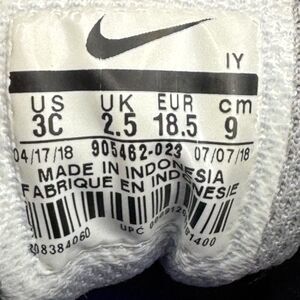 IY
US UK EUR cm
3C 2.5 18.5 9
04/17/18 905462-023 07/07/18
MADE IN INDONESIA
FABRIQUE EN INDONESIE
208384060
UPC